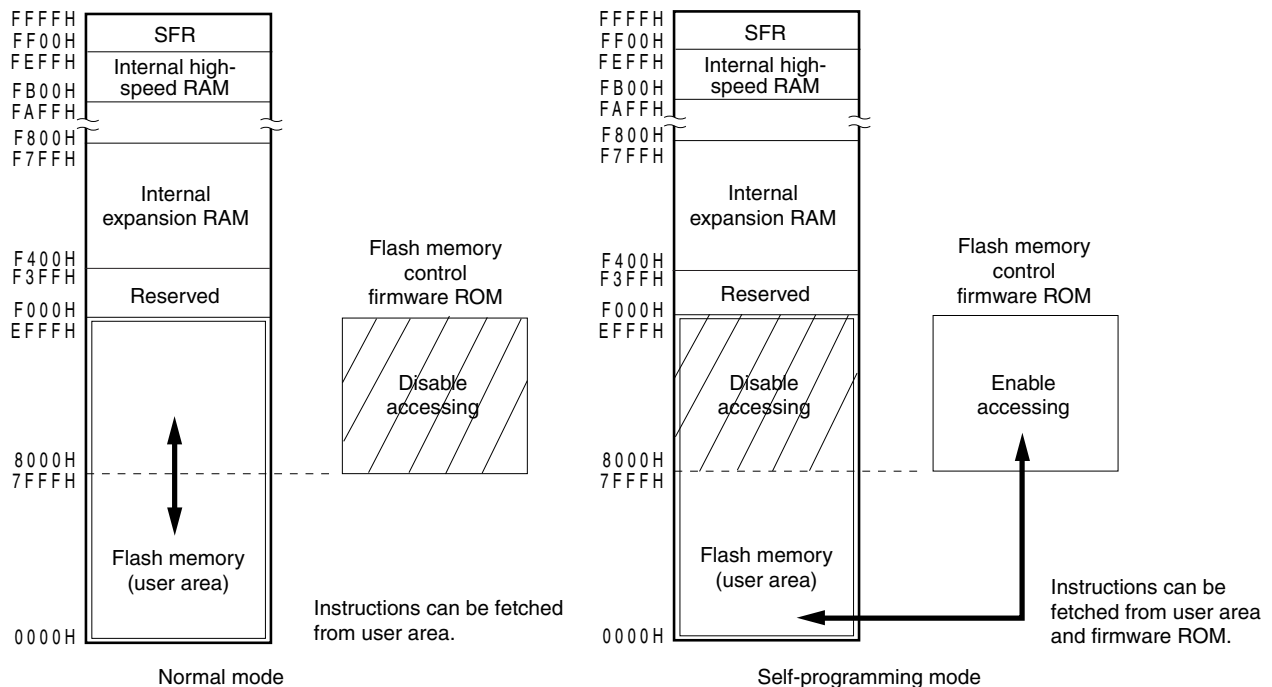 FFFFH
FF00H
FEFFH
FB00H
FAFFH
F800H
F7FFH
F400H
F3FFH
F000H
EFFFH
8000H
7FFFH
0000H
SFR
Internal high-
speed RAM
Internal
expansion RAM
Reserved
Flash memory
(user area)
Flash memory
control
firmware ROM
Disable
accessing
Instructions can be fetched
from user area.
Normal mode
FFFFH
FF00H
FEFFH
FB00H
FAFFH
F800H
F7FFH
F400H
F3FFH
F000H
EFFFH
8000H
7FFFH
0000H
SFR
Internal high-
speed RAM
Internal
expansion RAM
Reserved
Disable
accessing
Flash memory
(user area)
Flash memory
control
firmware ROM
Enable
accessing
Instructions can be
fetched from user area
and firmware ROM.
Self-programming mode